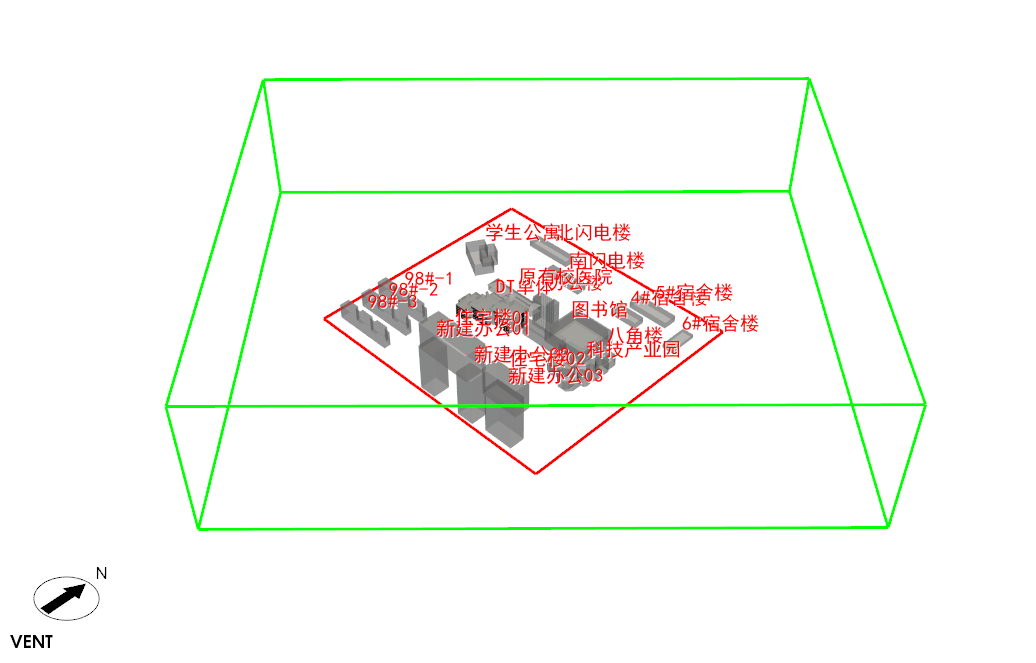 学生公寓
北闪电楼
南闪电楼
原有校医院
98#-1
98#-2
98#-3
DT单体
图书馆
4#宿舍楼
5#宿舍楼
6#宿舍楼
住宅楼01
新建办公01
八角楼
科技产业园
新建办公02
住宅楼02
新建办公03
N
VENT